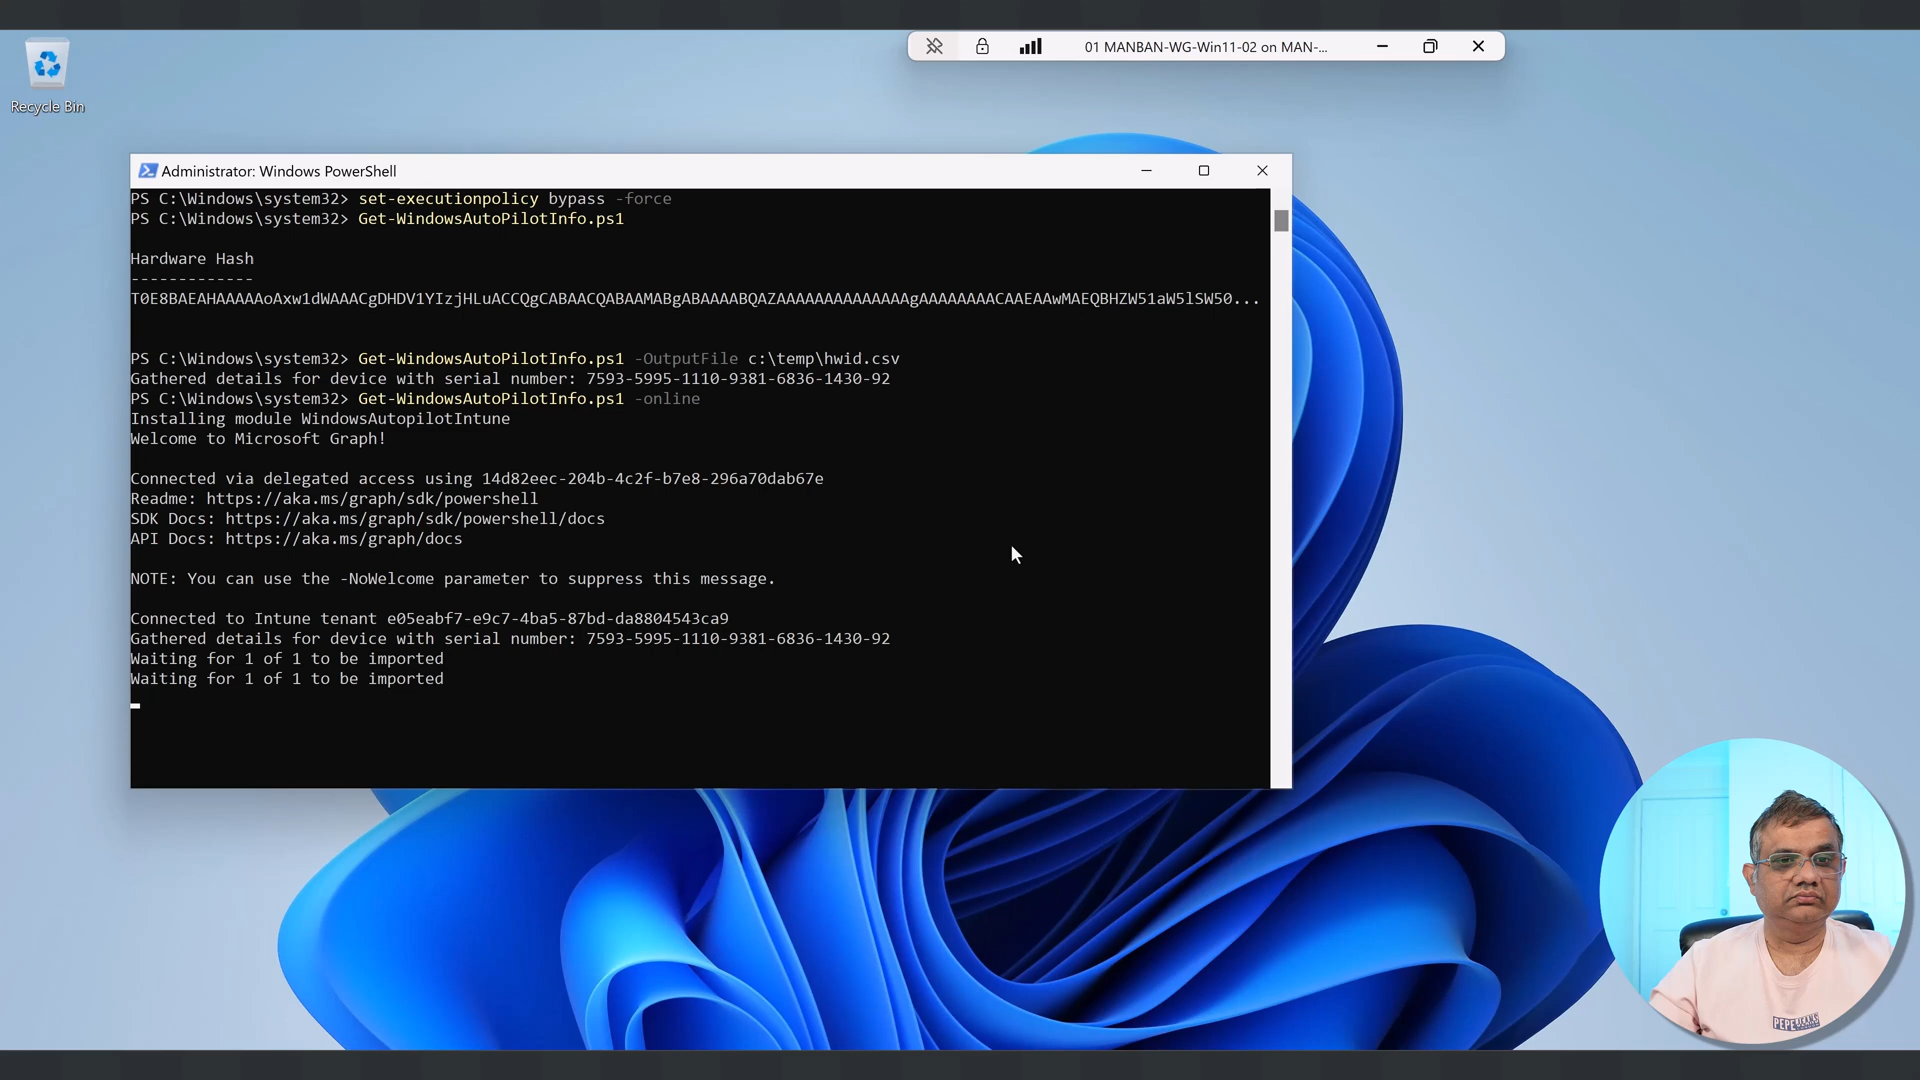 01 MANBAN-WG-Win11-02 on MAN-...
Recycle Bin
Administrator: Windows PowerShell
PS C:\Windows\system32> set-executionpolicy bypass -force
PS C:\Windows\system32> Get-WindowsAutoPilotInfo.ps1
Hardware Hash
-------------
T0E8BAEAHAAAAAoAxw1dWAAACgDHDV1YIzjHLuACCQgCABAACQABAAMABgABAAAABQAZAAAAAAAAAAAAAAgAAAAAAAACAAEAAwMAEQBHZW51aW5lSW50...
PS C:\Windows\system32> Get-WindowsAutoPilotInfo.ps1 -OutputFile c:\temp\hwid.csv
Gathered details for device with serial number: 7593-5995-1110-9381-6836-1430-92
PS C:\Windows\system32> Get-WindowsAutoPilotInfo.ps1 -online
Installing module WindowsAutopilotIntune
Welcome to Microsoft Graph!
Connected via delegated access using 14d82eec-204b-4c2f-b7e8-296a70dab67e
Readme: https://aka.ms/graph/sdk/powershell
SDK Docs: https://aka.ms/graph/sdk/powershell/docs
API Docs: https://aka.ms/graph/docs
NOTE: You can use the -NoWelcome parameter to suppress this message.
Connected to Intune tenant e05eabf7-e9c7-4ba5-87bd-da8804543ca9
Gathered details for device with serial number: 7593-5995-1110-9381-6836-1430-92
Waiting for 1 of 1 to be imported
Waiting for 1 of 1 to be imported